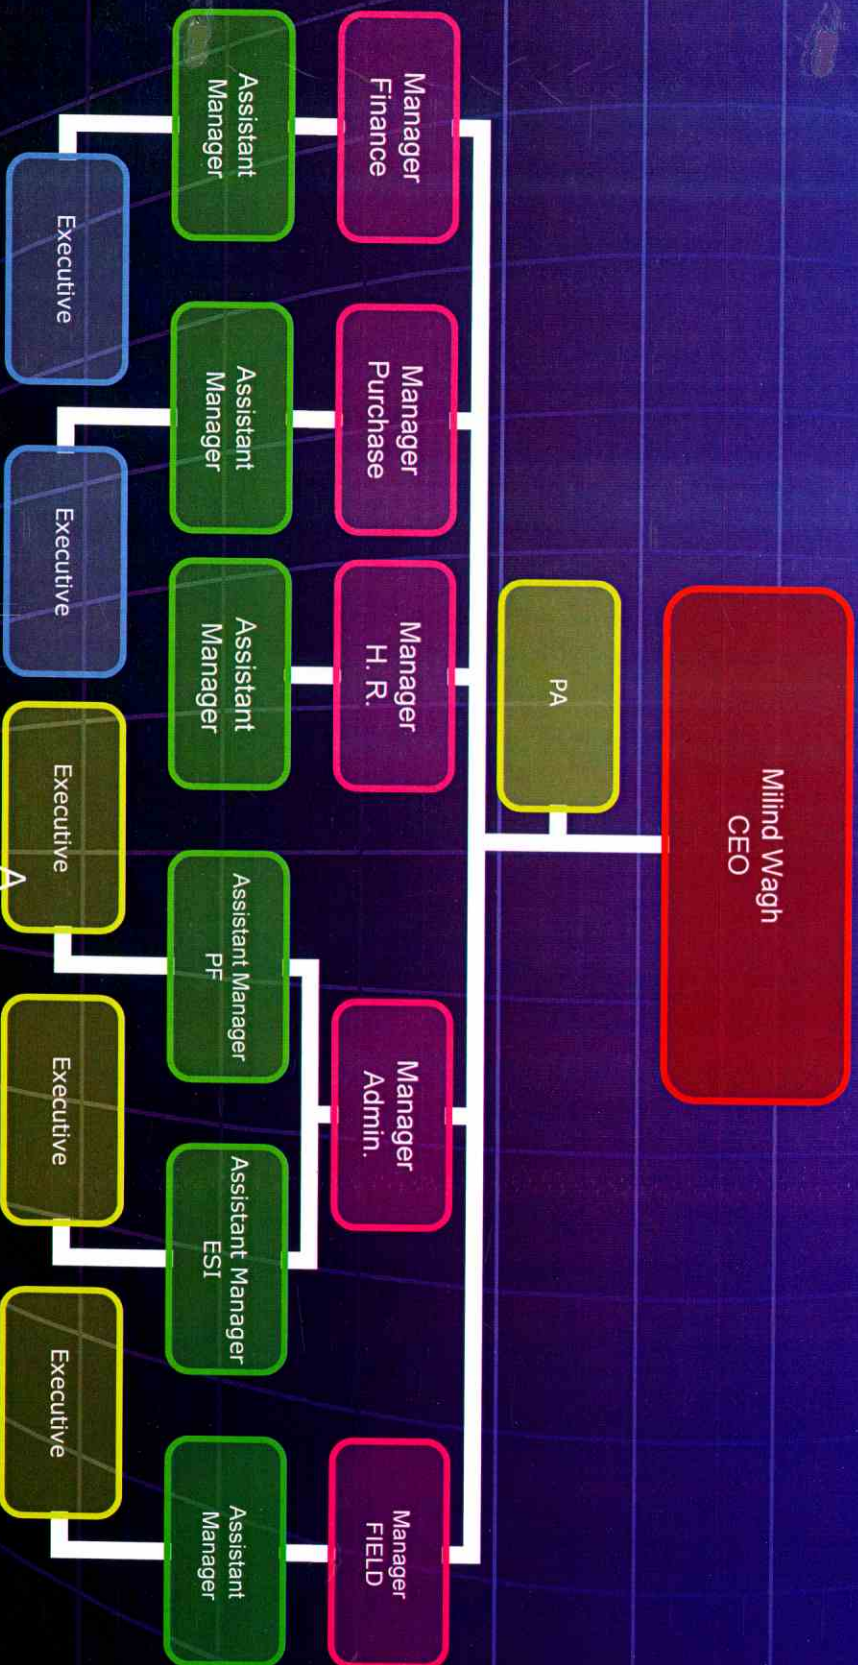 Milind Wagh
CEO
PA
Manager
Finance
Manager
Purchase
Manager
H. R.
Manager
Admin.
Manager
FIELD
Assistant
Manager
Assistant
Manager
Assistant
Manager
Assistant Manager
PF
Assistant Manager
ESI
Assistant
Manager
Executive
Executive
Executive
Executive
Executive
A